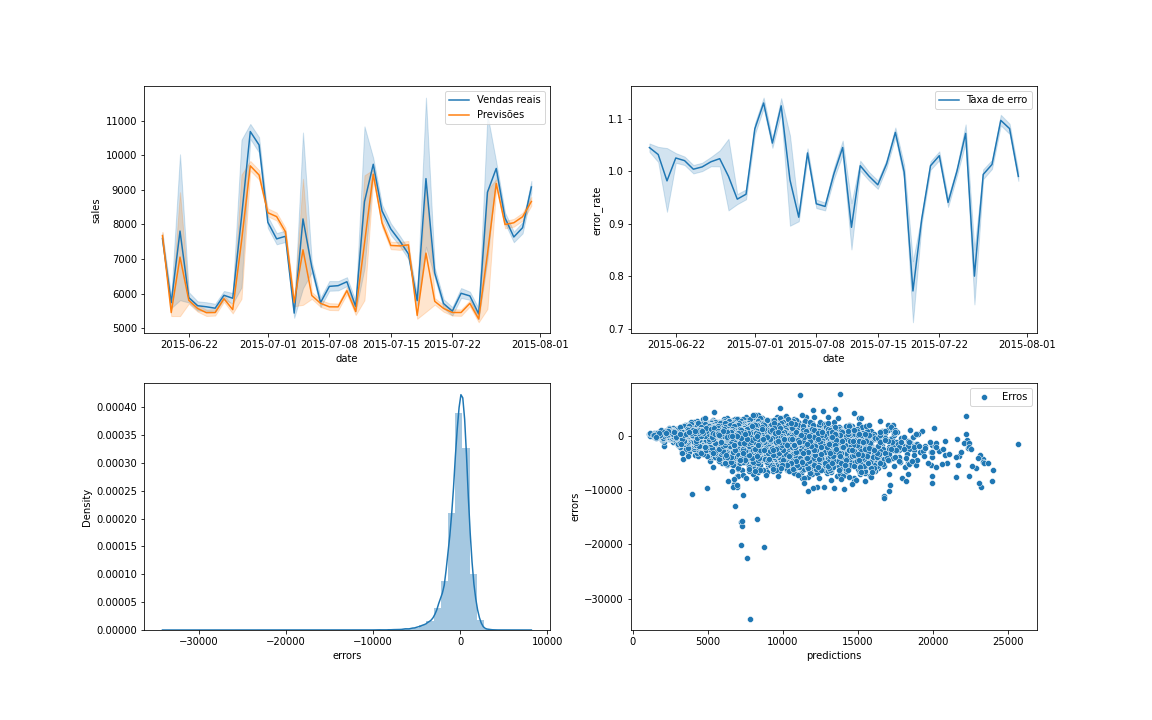 Vendas reais
Previsões
sales
11000
10000
9000
8000
7000
6000
5000
2015-06-22 2015-07-01 2015-07-08 2015-07-15 2015-07-22 2015-08-01
date
Taxa de erro
error_rate
1.1
1.0
0.9
0.8
0.7
2015-06-22 2015-07-01 2015-07-08 2015-07-15 2015-07-22 2015-08-01
date
Density
0.00040
0.00035
0.00030
0.00025
0.00020
0.00015
0.00010
0.00005
0.00000
−30000 −20000 −10000 0 10000
errors
Erros
errors
0
−10000
−20000
−30000
0 5000 10000 15000 20000 25000
predictions